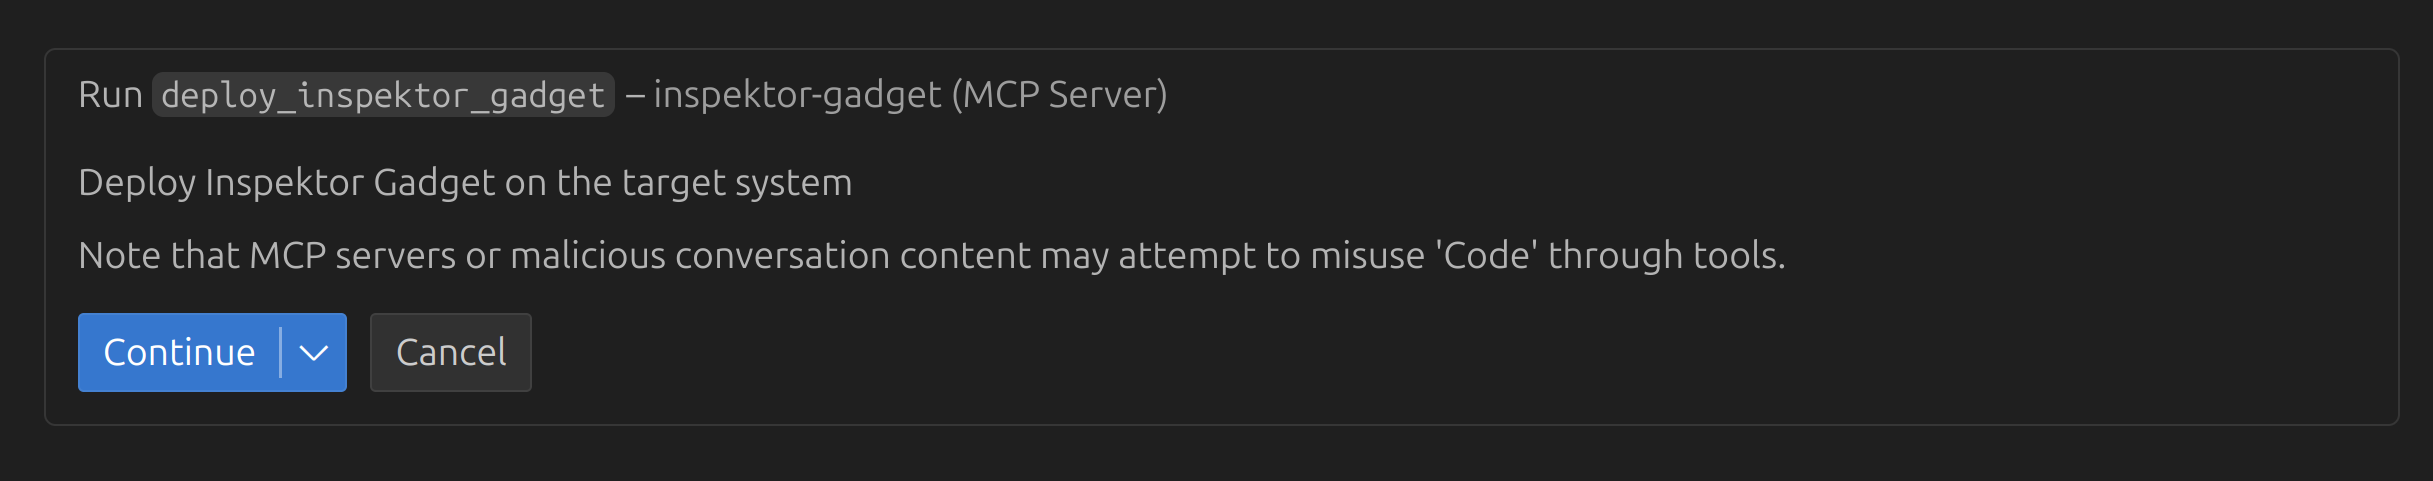 Run deploy_inspektor_gadget – inspektor-gadget (MCP Server)
Deploy Inspektor Gadget on the target system
Note that MCP servers or malicious conversation content may attempt to misuse 'Code' through tools.
Continue
Cancel